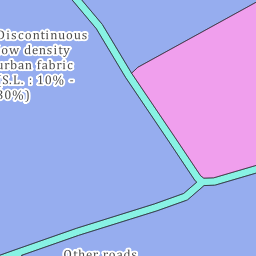 Discontinuous
low density
urban fabric
(S.L. : 10% -
30%)
Other roads